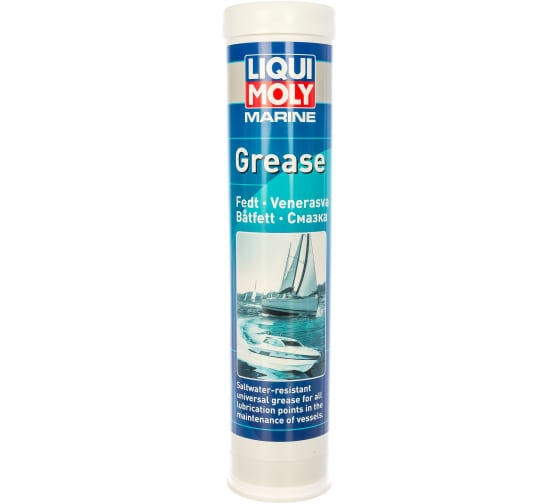 LIQUI
MOLY
MARINE
Grease
Fedt · Venerasva
Båtfett · Смазка
Saltwater-resistant
universal grease for all
lubrication points in the
maintenance of vessels.